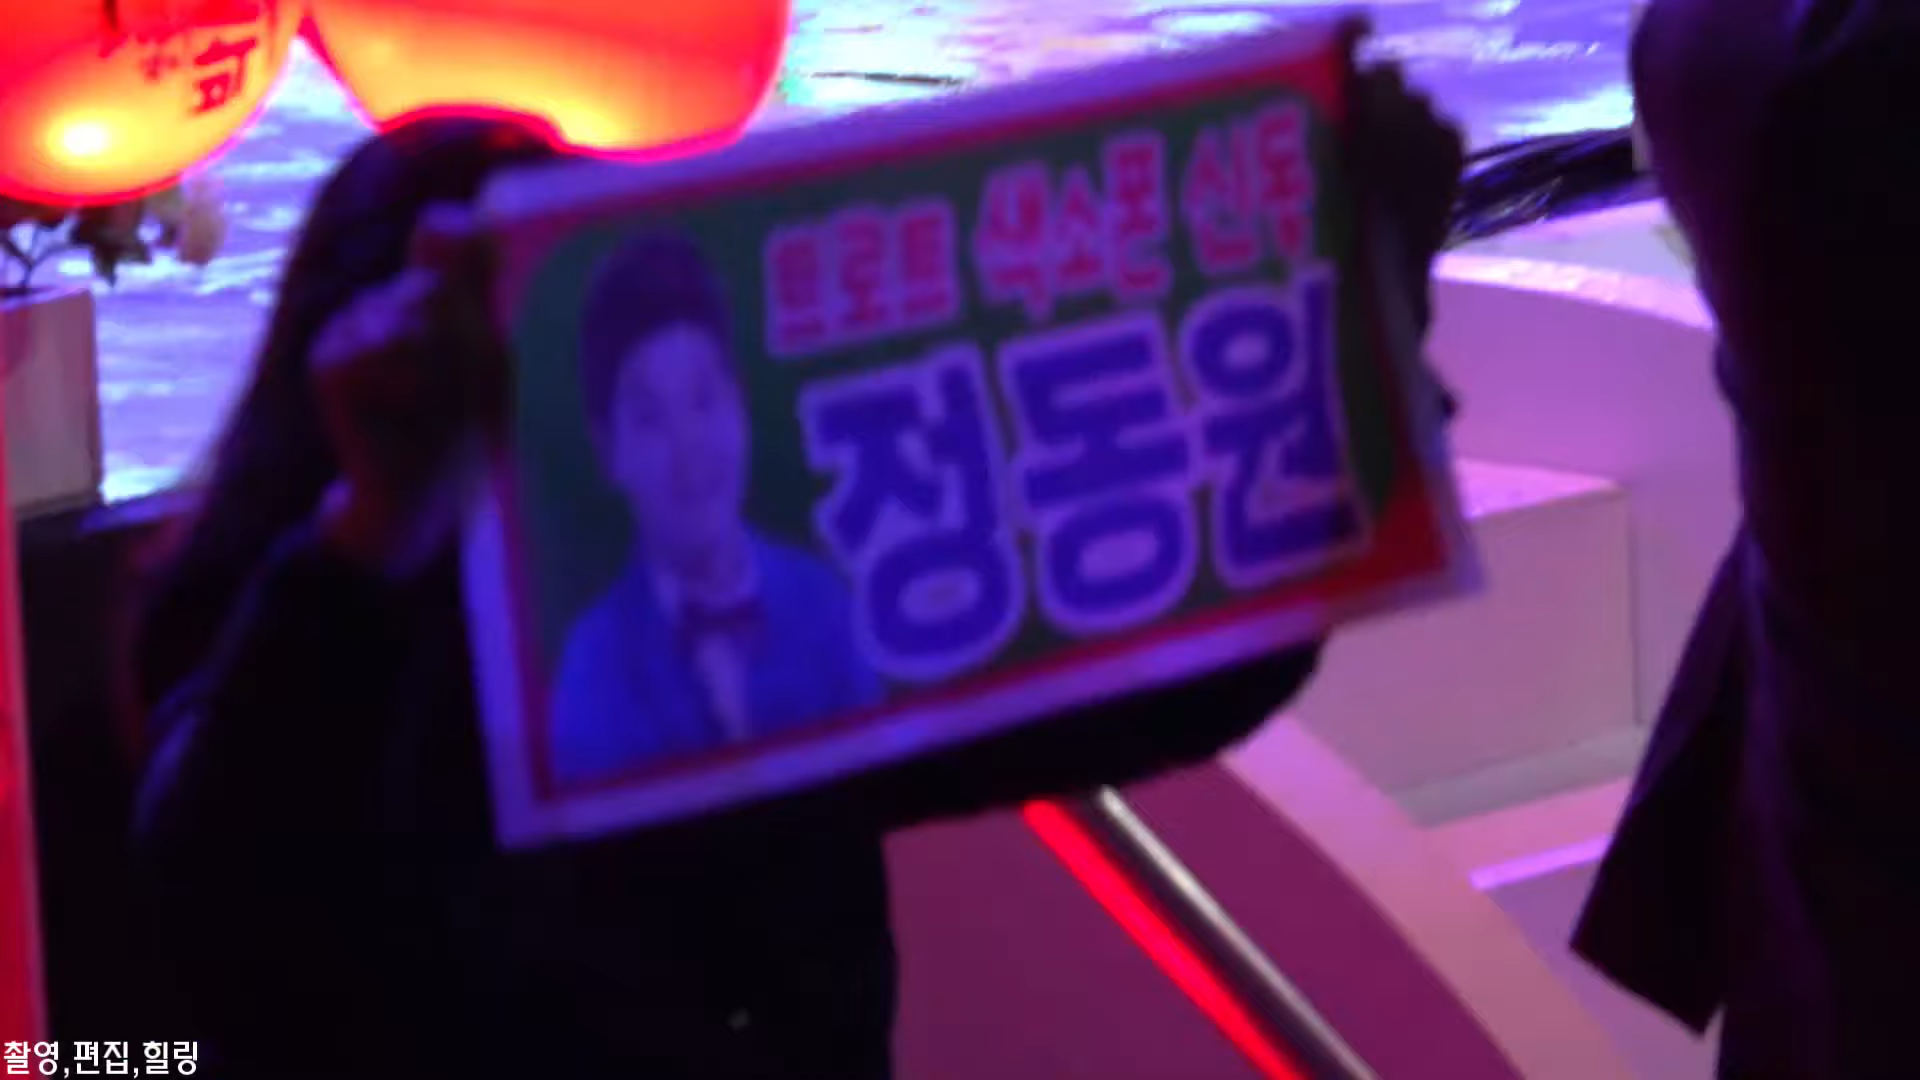 트로트 색소폰 신동
정동원
촬영,편집,힐링